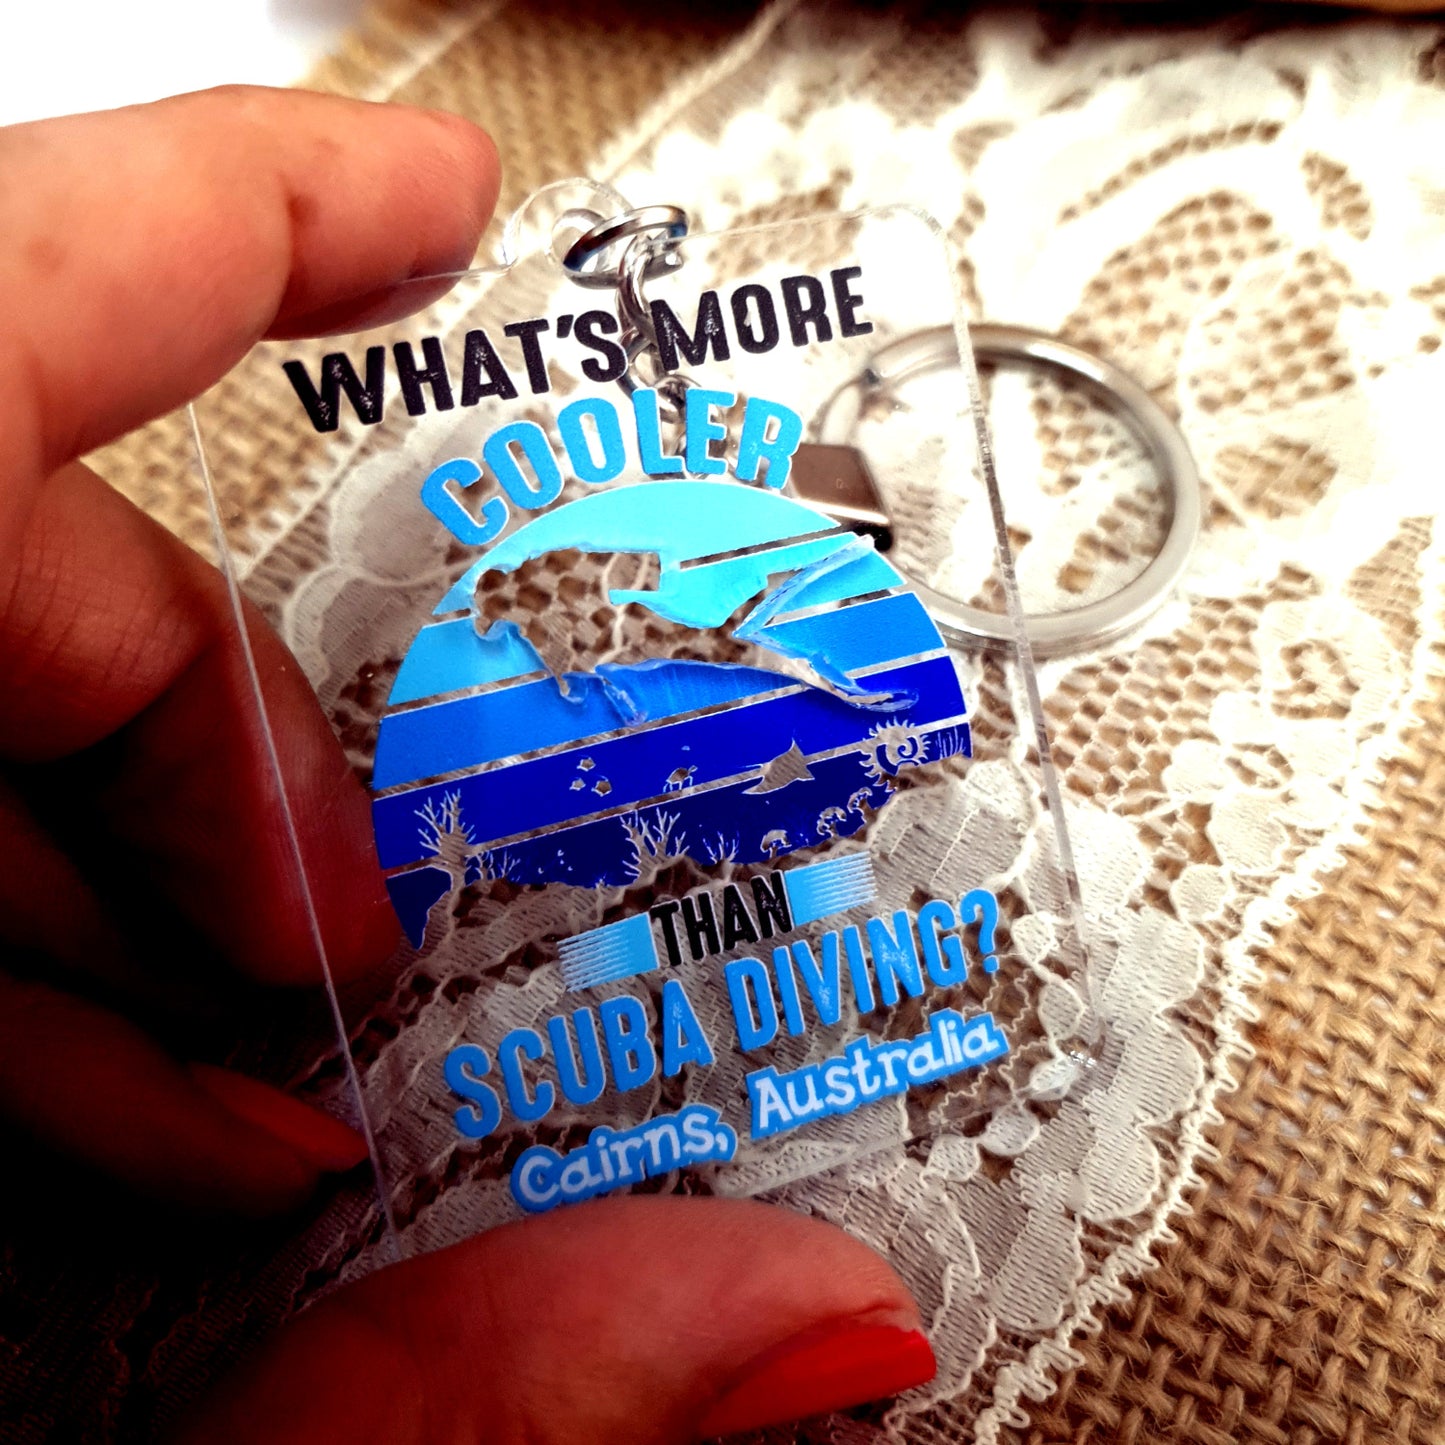 WHAT'S MORE
COOLER
THAN
SCUBA DIVING?
Cairns, Australia